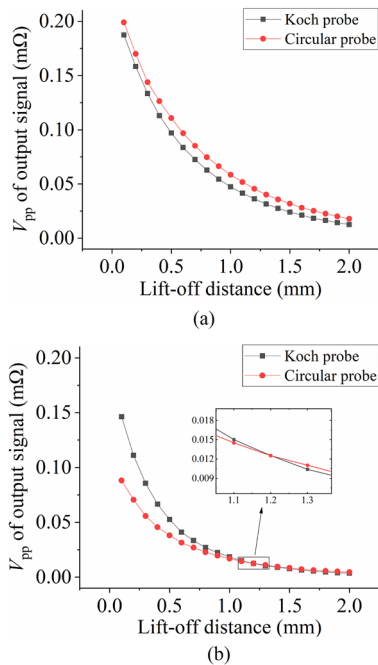 Koch probe
Circular probe
0.20
0.15
0.10
0.05
0.00
Vpp of output signal (mΩ)
0.0 0.5 1.0 1.5 2.0
Lift-off distance (mm)
(a)
Koch probe
Circular probe
0.20
0.15
0.10
0.05
0.00
Vpp of output signal (mΩ)
0.018
0.015
0.012
0.009
1.1 1.2 1.3
0.0 0.5 1.0 1.5 2.0
Lift-off distance (mm)
(b)